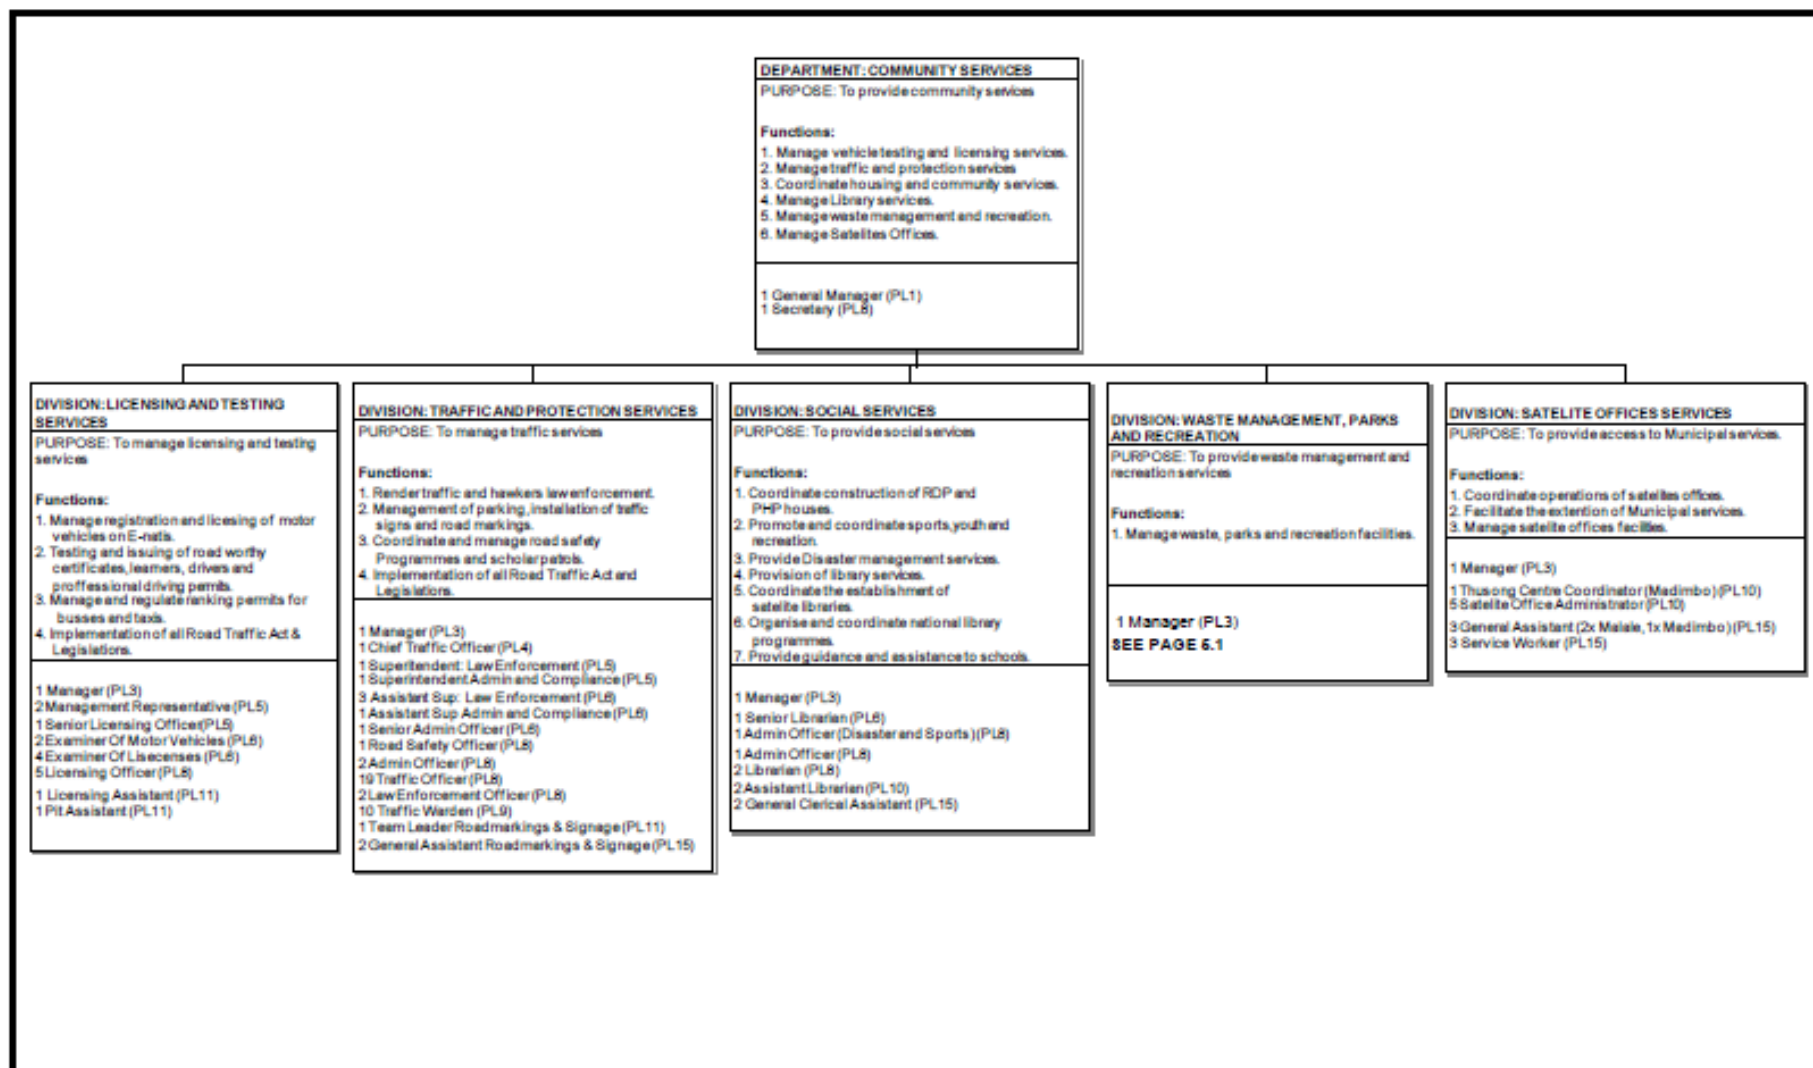 DEPARTMENT: COMMUNITY SERVICES
PURPOSE: To provide community services
Functions:
1. Manage vehicle testing and licensing services.
2. Manage traffic and protection services
3. Coordinate housing and community services.
4. Manage Library services.
5. Manage waste management and recreation.
6. Manage Satelites Offices.
1 General Manager (PL1)
1 Secretary (PL8)
DIVISION: LICENSING AND TESTING
SERVICES
PURPOSE: To manage licensing and testing
services
Functions:
1. Manage registration and licesing of motor
vehicles on E-natis.
2. Testing and issuing of road worthy
certificates, learners, drivers and
proffessional driving permits.
3. Manage and regulate ranking permits for
busses and taxis.
4. Implementation of all Road Traffic Act &
Legislations.
1 Manager (PL3)
2 Management Representative (PL5)
1 Senior Licensing Officer (PL5)
2 Examiner Of Motor Vehicles (PL6)
4 Examiner Of Lisecenses (PL6)
5 Licensing Officer (PL8)
1 Licensing Assistant (PL11)
1 Pit Assistant (PL11)
DIVISION: TRAFFIC AND PROTECTION SERVICES
PURPOSE: To manage traffic services
Functions:
1. Render traffic and hawkers law enforcement.
2. Management of parking, installation of traffic
signs and road markings.
3. Coordinate and manage road safety
Programmes and scholar patrols.
4. Implementation of all Road Traffic Act and
Legislations.
1 Manager (PL3)
1 Chief Traffic Officer (PL4)
1 Superitendent: Law Enforcement (PL5)
1 Superintendent Admin and Compliance (PL5)
3 Assistant Sup: Law Enforcement (PL6)
1 Assistant Sup Admin and Compliance (PL6)
1 Senior Admin Officer (PL6)
1 Road Safety Officer (PL8)
2 Admin Officer (PL8)
19 Traffic Officer (PL8)
2 Law Enforcement Officer (PL8)
10 Traffic Warden (PL9)
1 Team Leader Roadmarkings & Signage (PL11)
2 General Assistant Roadmarkings & Signage (PL15)
DIVISION: SOCIAL SERVICES
PURPOSE: To provide social services
Functions:
1. Coordinate construction of RDP and
PHP houses.
2. Promote and coordinate sports, youth and
recreation.
3. Provide Disaster management services.
4. Provision of library services.
5. Coordinate the establishment of
satelite libraries.
6. Organise and coordinate national library
programmes.
7. Provide guidance and assistance to schools.
1 Manager (PL3)
1 Senior Librarian (PL6)
1 Admin Officer (Disaster and Sports) (PL8)
1 Admin Officer (PL8)
2 Librarian (PL8)
2 Assistant Librarian (PL10)
2 General Clerical Assistant (PL15)
DIVISION: WASTE MANAGEMENT, PARKS
AND RECREATION
PURPOSE: To provide waste management and
recreation services
Functions:
1. Manage waste, parks and recreation facilities.
1 Manager (PL3)
SEE PAGE 5.1
DIVISION: SATELITE OFFICES SERVICES
PURPOSE: To provide access to Municipal services.
Functions:
1. Coordinate operations of satelites offices.
2. Facilitate the extention of Municipal services.
3. Manage satelite offices facilties.
1 Manager (PL3)
1 Thusong Centre Coordinator (Madimbo) (PL10)
5 Satelite Office Administrator (PL10)
3 General Assistant (2x Malale, 1x Madimbo) (PL15)
3 Service Worker (PL15)